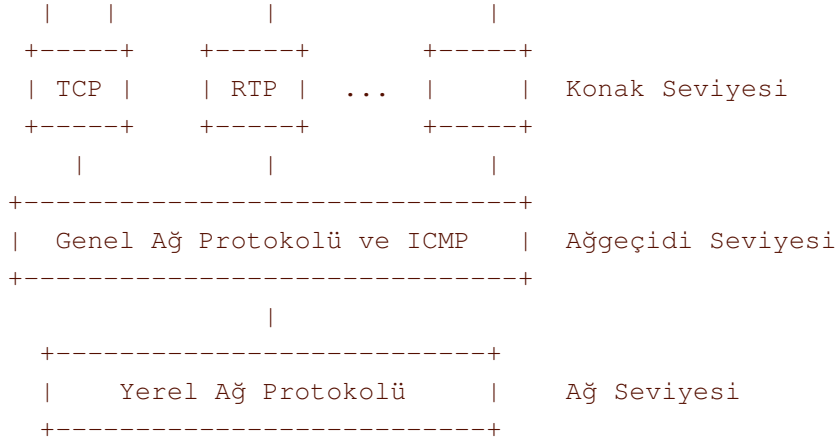 TCP RTP ... Konak Seviyesi
Genel Ağ Protokolü ve ICMP Ağgeçidi Seviyesi
Yerel Ağ Protokolü Ağ Seviyesi